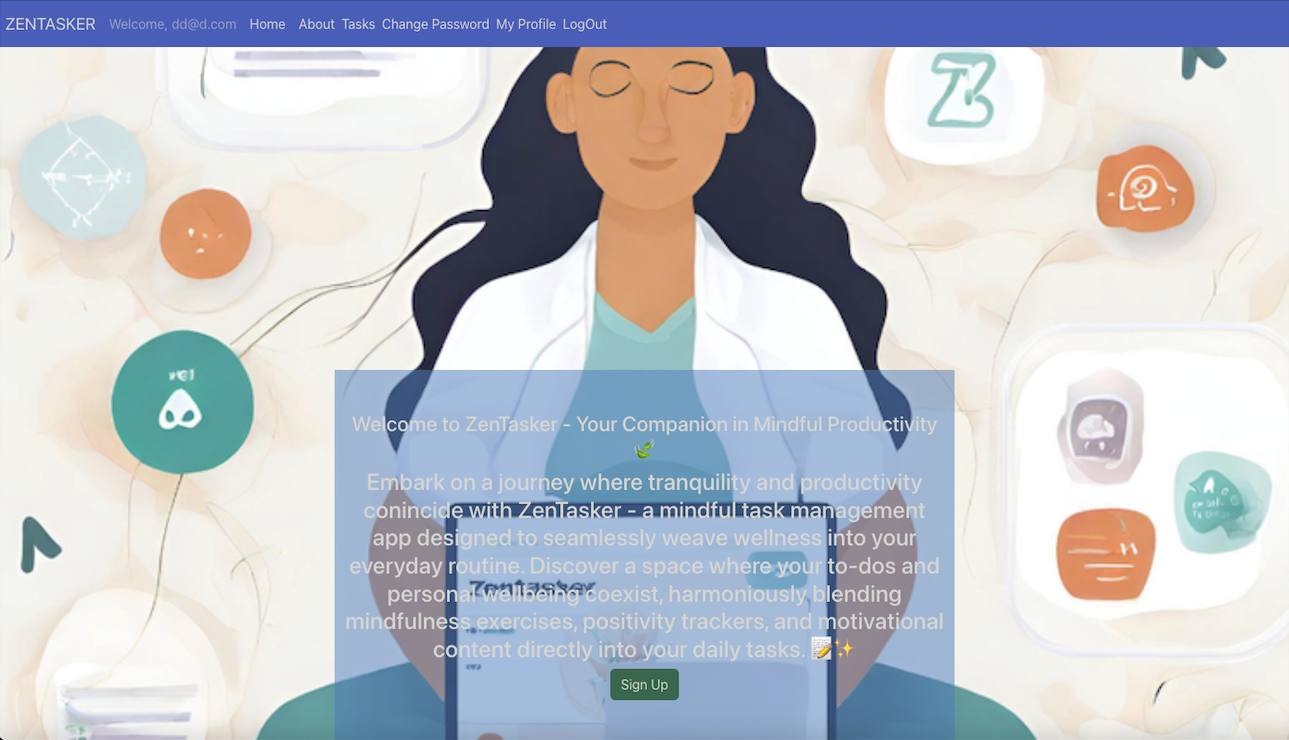 ZENTASKER Welcome, dd@d.com Home About Tasks Change Password My Profile LogOut
Z
Welcome to ZenTasker - Your Companion in Mindful Productivity
🍃
Embark on a journey where tranquility and productivity
conincide with ZenTasker - a mindful task management
app designed to seamlessly weave wellness into your
everyday routine. Discover a space where your to-dos and
Zentasker
personal wellbeing coexist, harmoniously blending
mindfulness exercises, positivity trackers, and motivational
content directly into your daily tasks. 📝✨
Sign Up